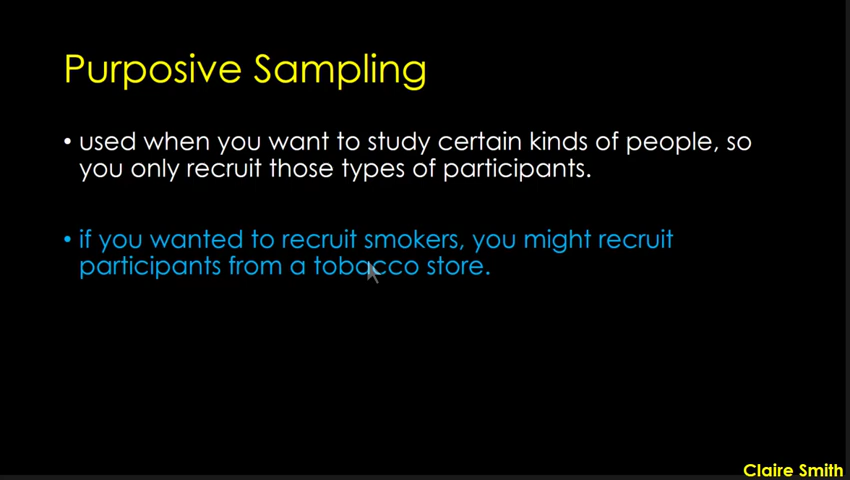 Purposive Sampling
• used when you want to study certain kinds of people, so
you only recruit those types of participants.
• if you wanted to recruit smokers, you might recruit
participants from a tobacco store.
Claire Smith